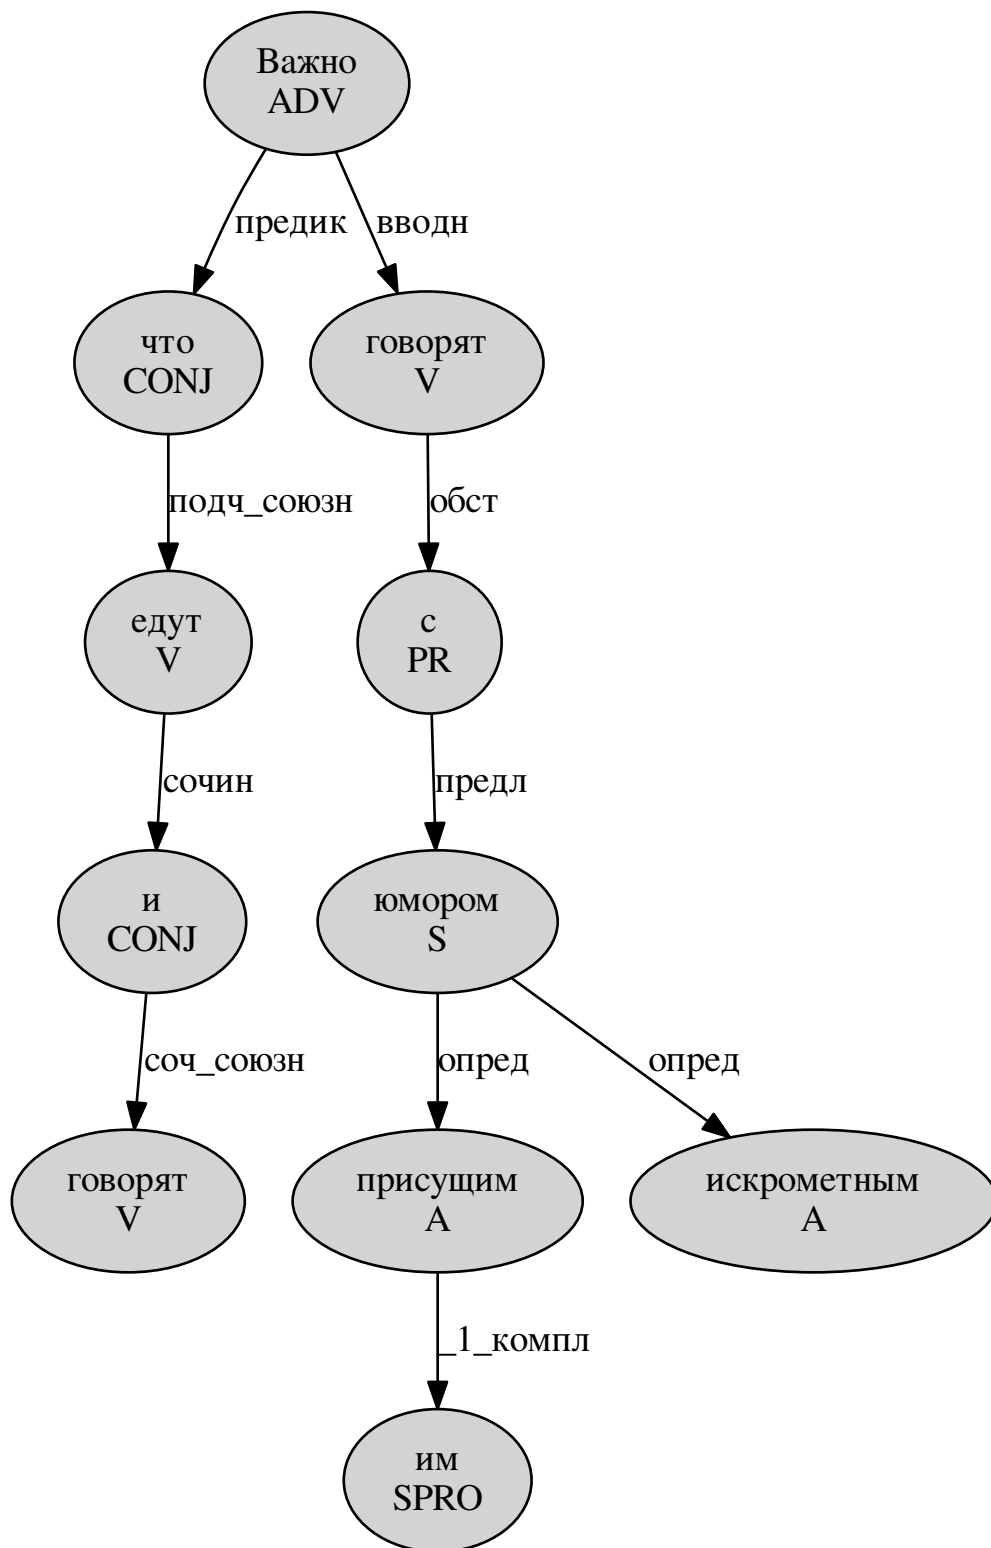 Важно
ADV
предик
вводн
что
CONJ
говорят
V
подч_союзн
обст
едут
V
с
PR
сочин
предл
и
CONJ
юмором
S
соч_союзн
опред
опред
говорят
V
присущим
A
искрометным
A
_1_компл
им
SPRO